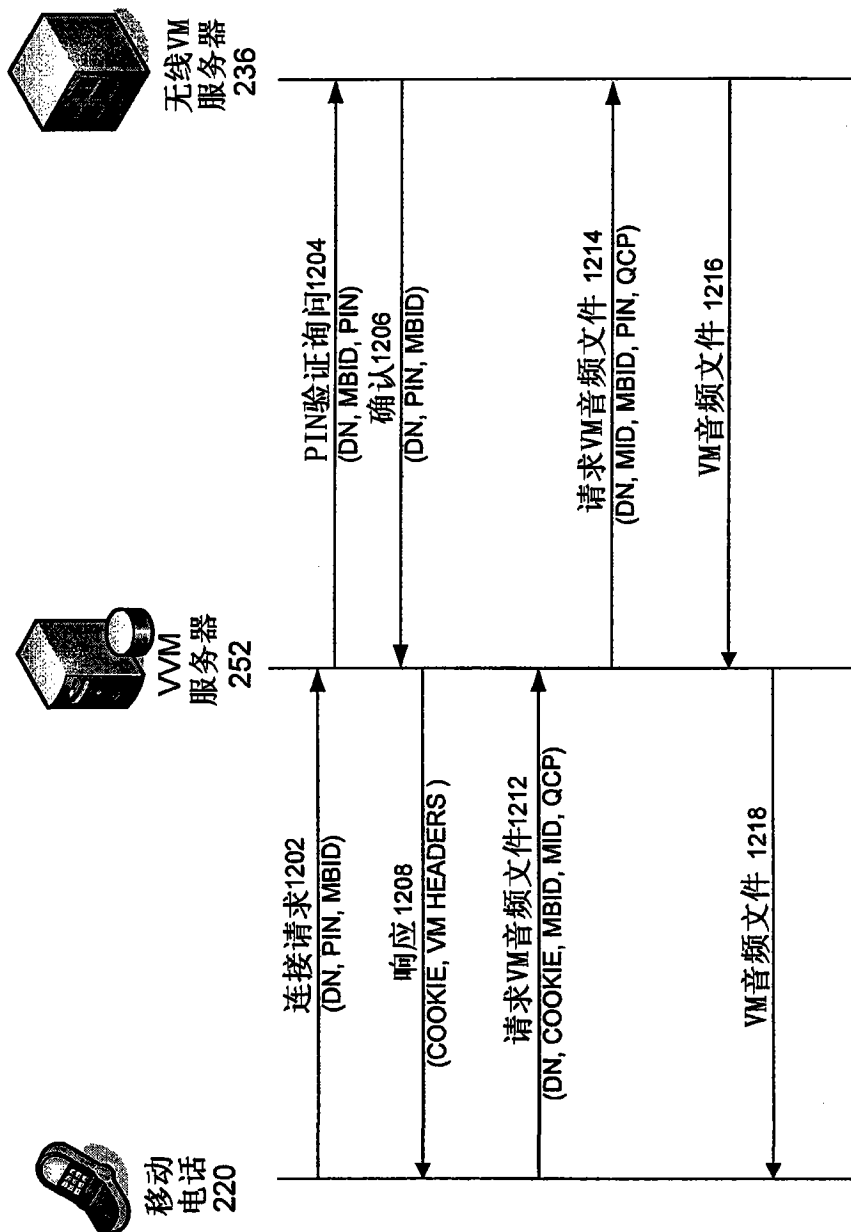 移动
电话
220
VVM
服务器
252
无线VM
服务器
236
连接请求1202
(DN, PIN, MBID)
PIN验证询问1204
(DN, MBID, PIN)
确认1206
(DN, PIN, MBID)
响应1208
(COOKIE, VM HEADERS )
请求VM音频文件1212
(DN, COOKIE, MBID, MID, QCP)
请求VM音频文件 1214
(DN, MID, MBID, PIN, QCP)
VM音频文件 1216
VM音频文件 1218